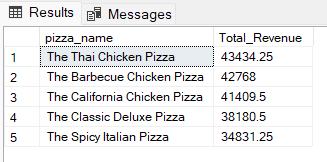 Results Messages
pizza_name Total_Revenue
1 The Thai Chicken Pizza 43434.25
2 The Barbecue Chicken Pizza 42768
3 The California Chicken Pizza 41409.5
4 The Classic Deluxe Pizza 38180.5
5 The Spicy Italian Pizza 34831.25